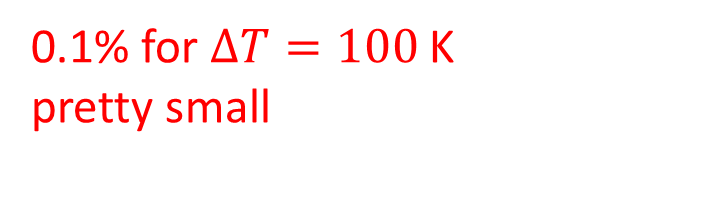 0.1% for Δ𝑇 = 100 K
pretty small